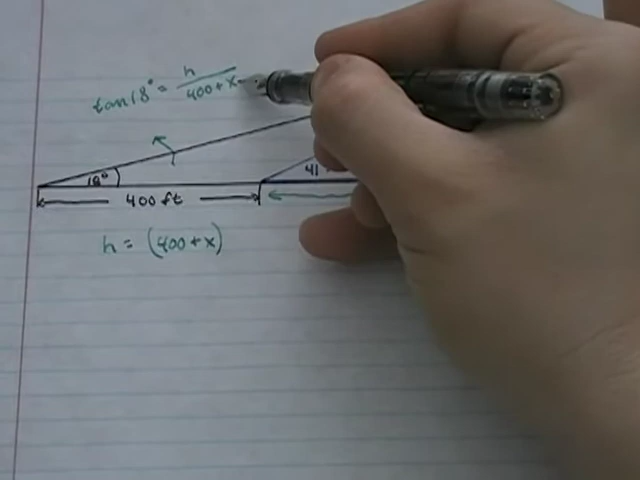 tan 18° = h / 400 + x
18°
41
400 ft
h = (400 + x)